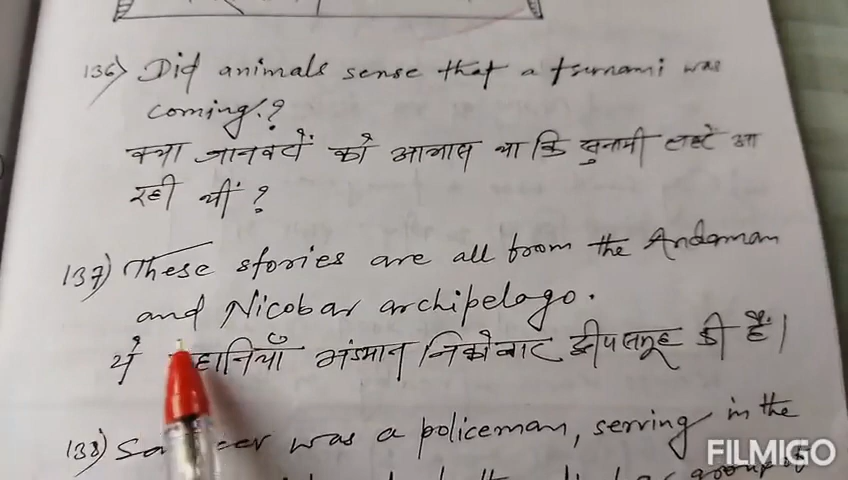 136) Did animals sense that a tsunami was
coming.?
क्या जानवरों को आभास था कि सुनामी लहरें आ
रही थीं ?
137) These stories are all from the Andaman
and Nicobar archipelago.
ये अंडमान निकोबार द्वीपसमूह की हैं।
138) was a policeman, serving in the
FILMIGO